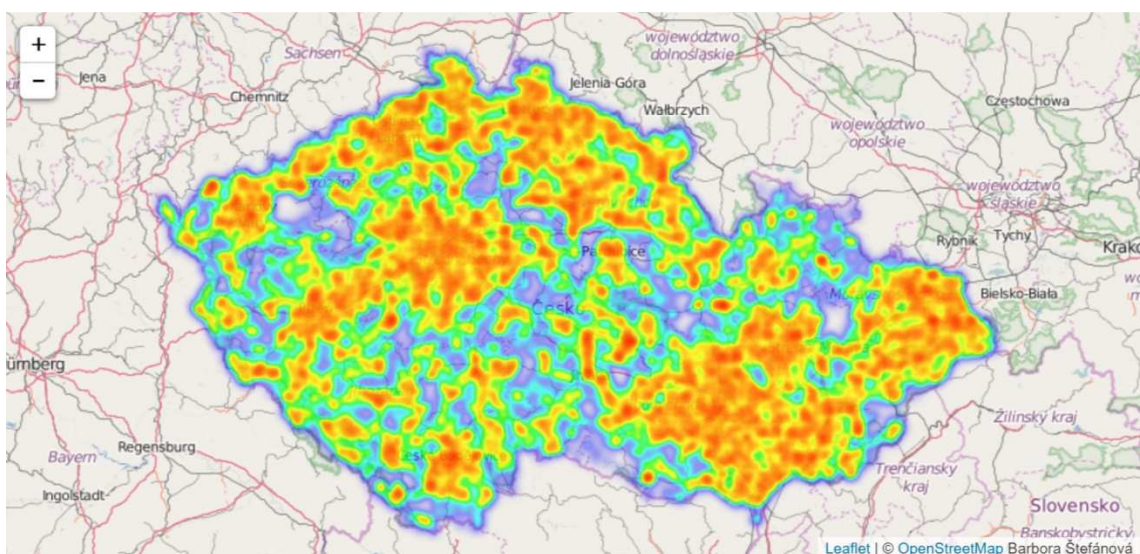 +
−
Sachsen
województwo
dolnośląskie
Jena
Chemnitz
Jelenia Góra
Wałbrzych
Częstochowa
województwo
opolskie
województwo
śląskie
Rybnik
Tychy
Krako
Bielsko-Biała
Česko
ürnberg
Regensburg
Bayern
Ingolstadt
Žilinský kraj
Trenčiansky
kraj
Slovensko
Banskobystrický
Leaflet | © OpenStreetMap Barbora Štefánová